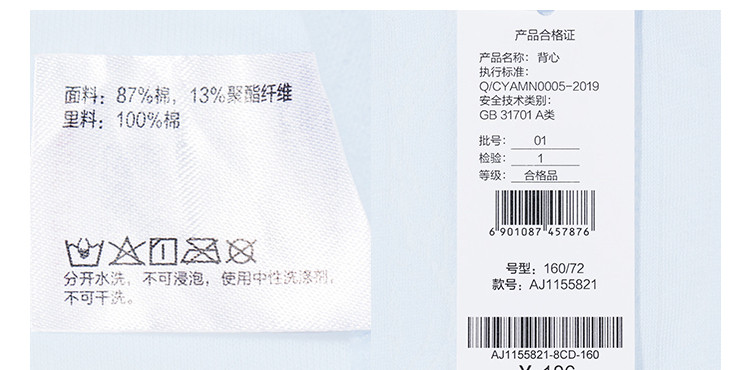 面料：87%棉，13%聚酯纤维
里料：100%棉
分开水洗，不可浸泡，使用中性洗涤剂，
不可干洗。
产品合格证
产品名称：背心
执行标准：
Q/CYAMN0005-2019
安全技术类别：
GB 31701 A类
批号： 01
检验： 1
等级： 合格品
6 901087 457876
号型：160/72
款号：AJ1155821
AJ1155821-8CD-160